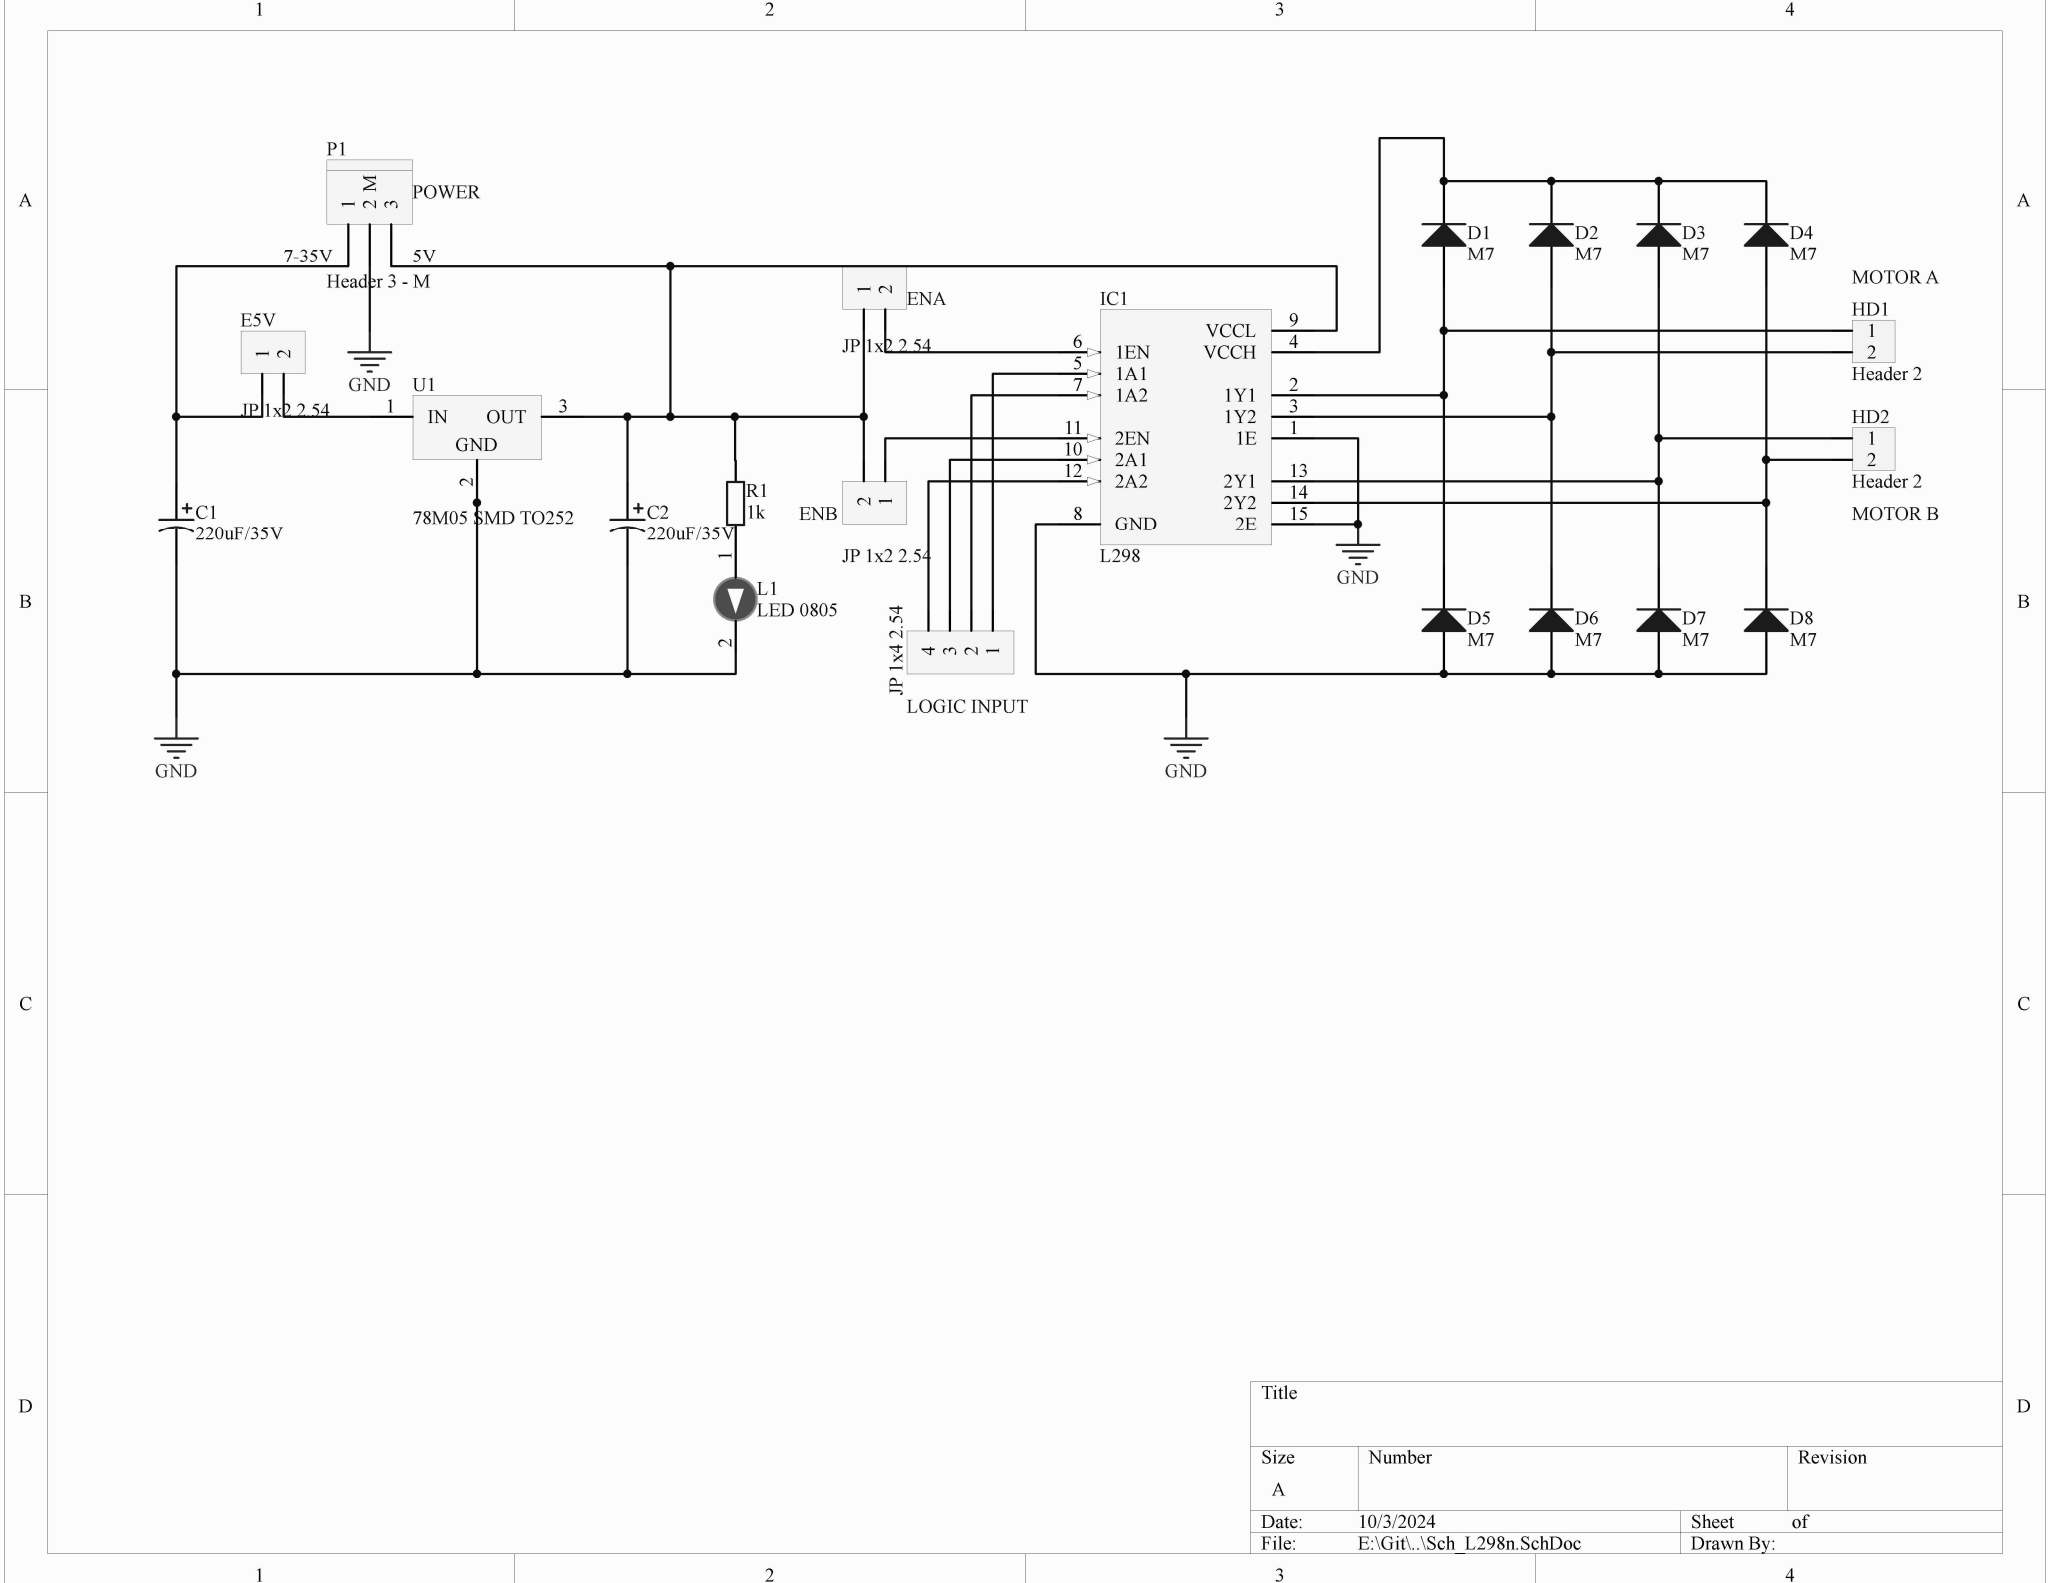 1 2 3 4
A A
B B
C C
D D
1 2 3 4
P1
1
2 M
3
POWER
7-35V
5V
Header 3 - M
GND
E5V
1
2
JP 1x2 2.54
U1
1 IN OUT 3
GND
2
78M05 SMD TO252
+ C1
220uF/35V
+ C2
220uF/35V
R1
1k
1
L1
LED 0805
2
GND
1
2
ENA
JP 1x2 2.54
ENB
2
1
JP 1x2 2.54
JP 1x4 2.54
4
3
2
1
LOGIC INPUT
IC1
VCCL 9
6 1EN VCCH 4
5 1A1
7 1A2 1Y1 2
1Y2 3
11 2EN 1E 1
10 2A1
12 2A2 2Y1 13
2Y2 14
8 GND 2E 15
L298
GND
GND
D1
M7
D2
M7
D3
M7
D4
M7
D5
M7
D6
M7
D7
M7
D8
M7
MOTOR A
HD1
1
2
Header 2
HD2
1
2
Header 2
MOTOR B
Title
Size Number Revision
A
Date: 10/3/2024 Sheet of
File: E:\Git\..\Sch_L298n.SchDoc Drawn By: